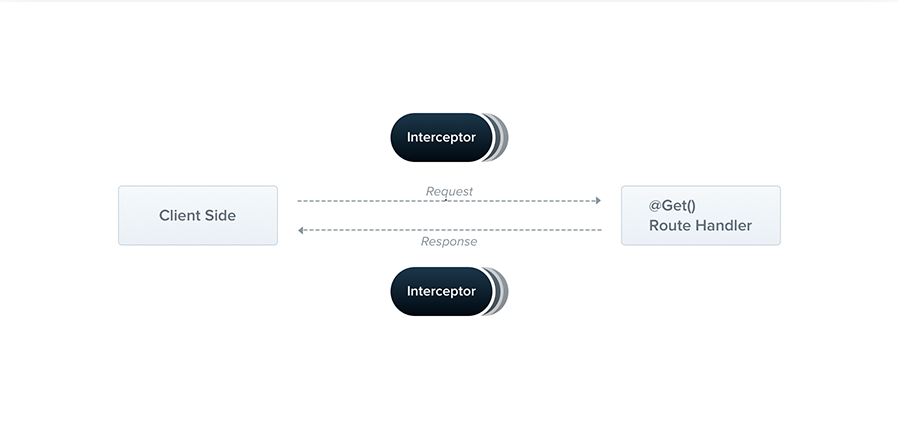 Interceptor
Request
Client Side
@Get()
Route Handler
Response
Interceptor